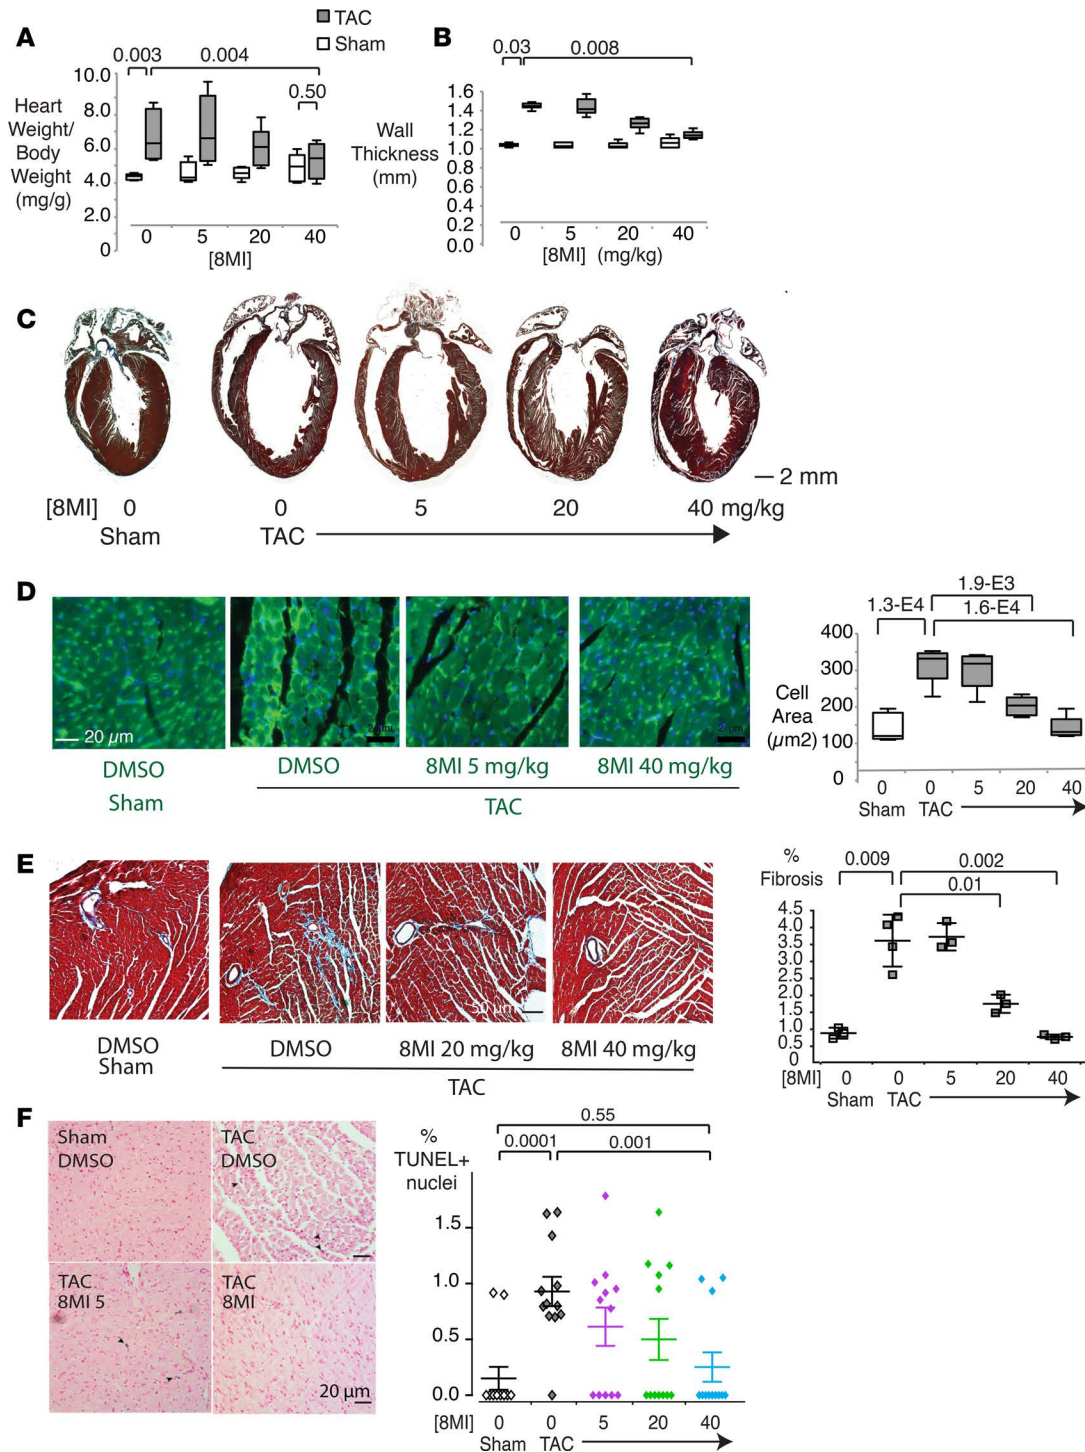 A
TAC
Sham
0.003
0.004
0.50
Heart
Weight/
Body
Weight
(mg/g)
10.0
8.0
6.0
4.0
2.0
0
0 5 20 40
[8MI]
B
0.03
0.008
Wall
Thickness
(mm)
1.6
1.4
1.2
1.0
1.6
0.8
0.6
0.4
0.2
0.0
0 5 20 40
[8MI] (mg/kg)
C
2 mm
[8MI] 0 0 5 20 40 mg/kg
Sham TAC
D
20 µm
DMSO DMSO 8MI 5 mg/kg 8MI 40 mg/kg
Sham TAC
1.9-E3
1.3-E4 1.6-E4
Cell
Area
(µm2)
400
300
200
100
0
0 0 5 20 40
Sham TAC
E
50 µm
DMSO DMSO 8MI 20 mg/kg 8MI 40 mg/kg
Sham
TAC
%
Fibrosis
0.009 0.002
0.01
4.5
3.5
3.0
2.0
1.5
1.0
0.5
0
[8MI] 0 0 5 20 40
Sham TAC
F
Sham
DMSO
TAC
DMSO
TAC
8MI 5
TAC
8MI
20 µm
0.55
0.0001 0.001
%
TUNEL+
nuclei
1.5
1.0
0.5
0.0
[8MI] 0 0 5 20 40
Sham TAC